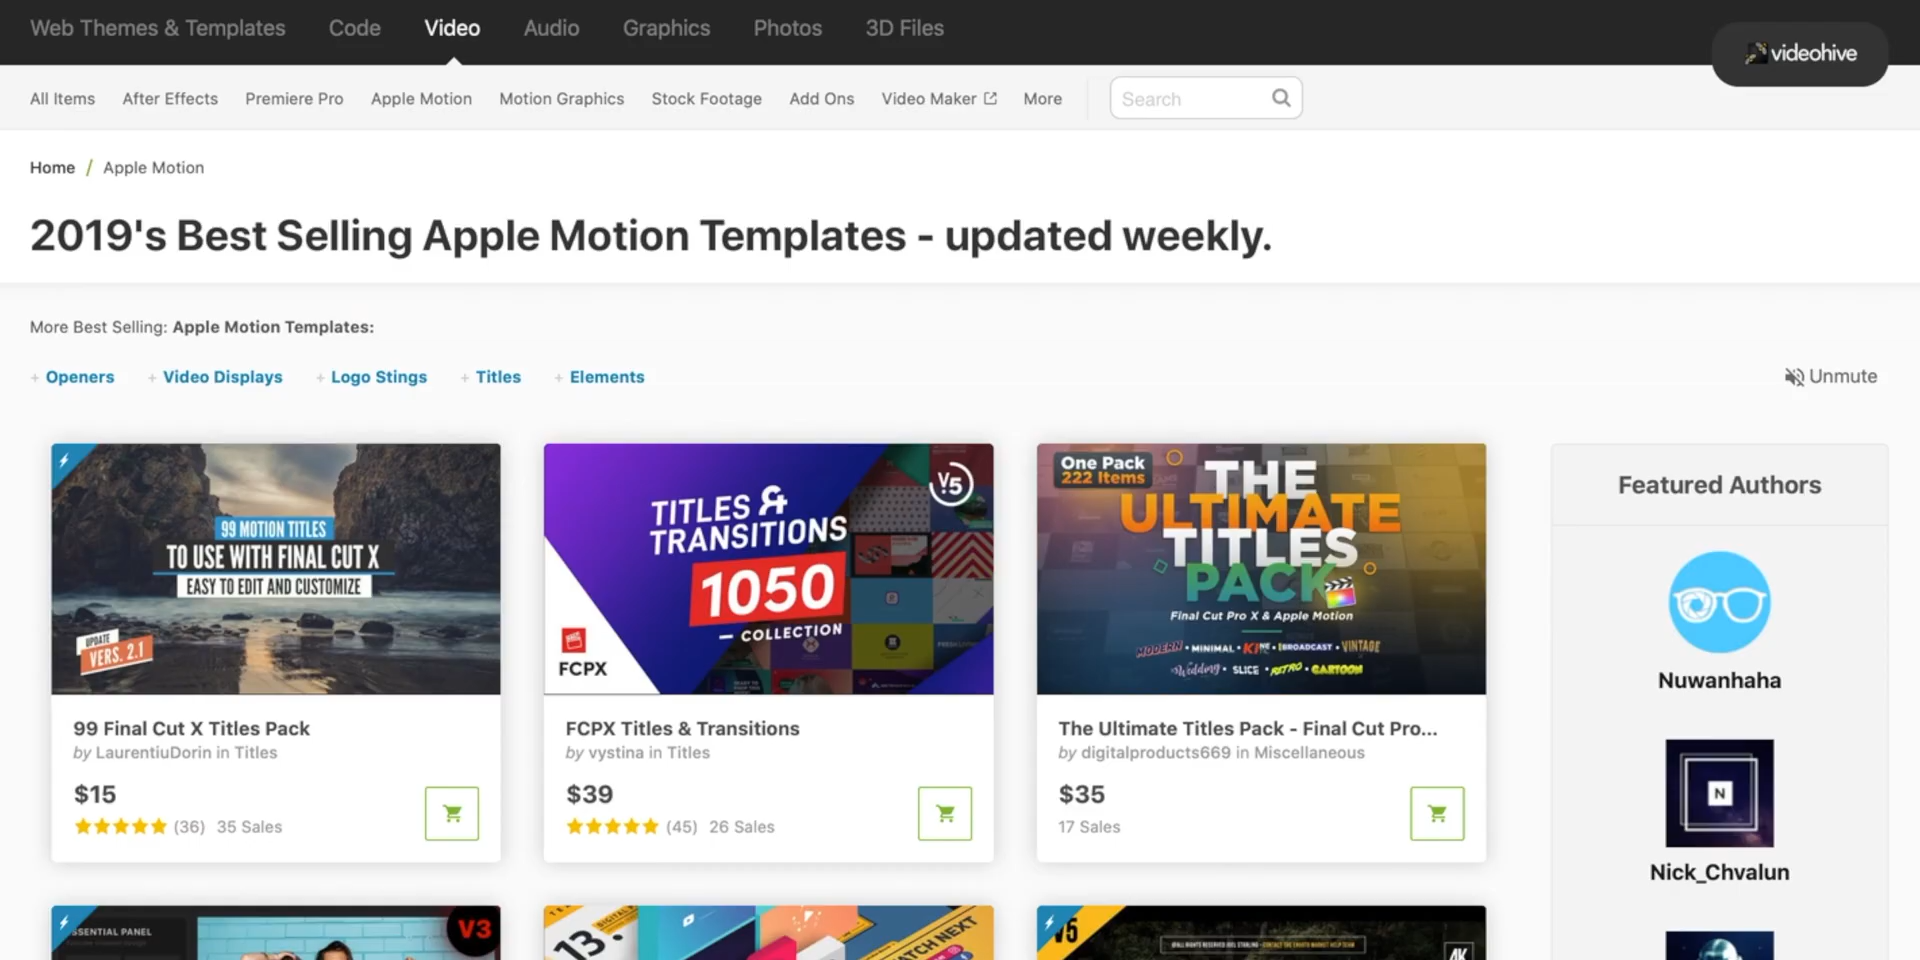 Web Themes & Templates Code Video Audio Graphics Photos 3D Files
videohive
All Items After Effects Premiere Pro Apple Motion Motion Graphics Stock Footage Add Ons Video Maker More Search
Home / Apple Motion
2019's Best Selling Apple Motion Templates - updated weekly.
More Best Selling: Apple Motion Templates:
+ Openers + Video Displays + Logo Stings + Titles + Elements
Unmute
99 MOTION TITLES
TO USE WITH FINAL CUT X
EASY TO EDIT AND CUSTOMIZE
UPDATE
VERS. 2.1
99 Final Cut X Titles Pack
by LaurentiuDorin in Titles
$15
(36) 35 Sales
V.5
TITLES &
TRANSITIONS
1050
– COLLECTION
FCPX
FCPX Titles & Transitions
by vystina in Titles
$39
(45) 26 Sales
One Pack
222 Items
THE
ULTIMATE
TITLES
PACK
Final Cut Pro X & Apple Motion
MODERN • MINIMAL • • BROADCAST • VINTAGE
Wedding • SLICE • RETRO • CARTOON
The Ultimate Titles Pack - Final Cut Pro...
by digitalproducts669 in Miscellaneous
$35
17 Sales
Featured Authors
Nuwanhaha
N
Nick_Chvalun
SSENTIAL PANEL
V3
13.
ATCH NEXT
V5
4K